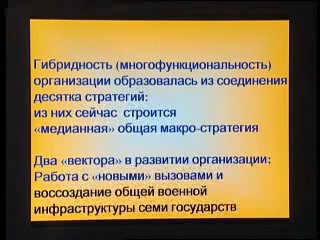 Гибридность (многофункциональность)
организации образовалась из соединения
десятка стратегий:
из них сейчас строится
«медианная» общая макро-стратегия
Два «вектора» в развитии организации:
Работа с «новыми» вызовами и
воссоздание общей военной
инфраструктуры семи государств